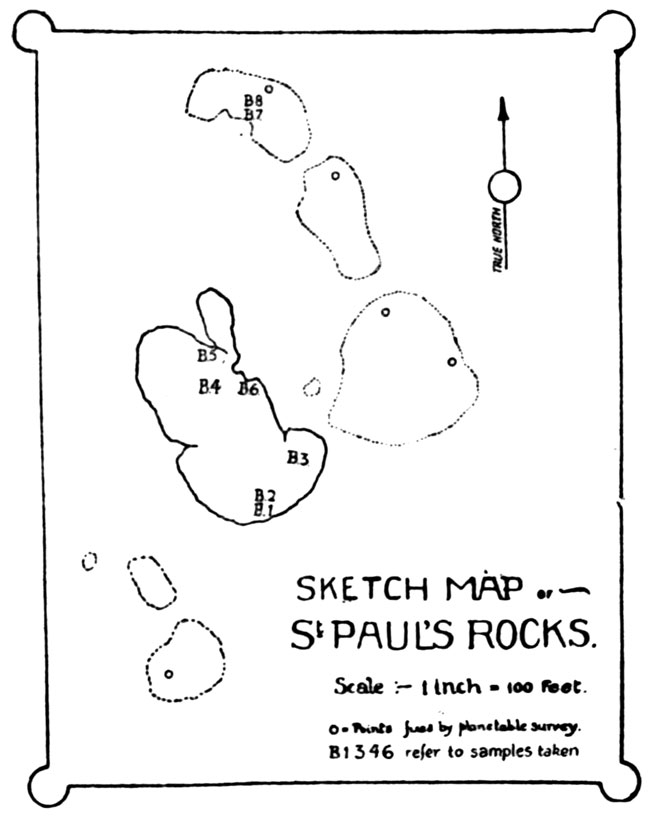 B8
B7
TRUE NORTH
B5
B4 B6
B3
B2
B1
SKETCH MAP OF
St PAUL'S ROCKS.
Scale :- 1 Inch = 100 Feet.
o = Points fixed by planetable survey.
B1346 refer to samples taken